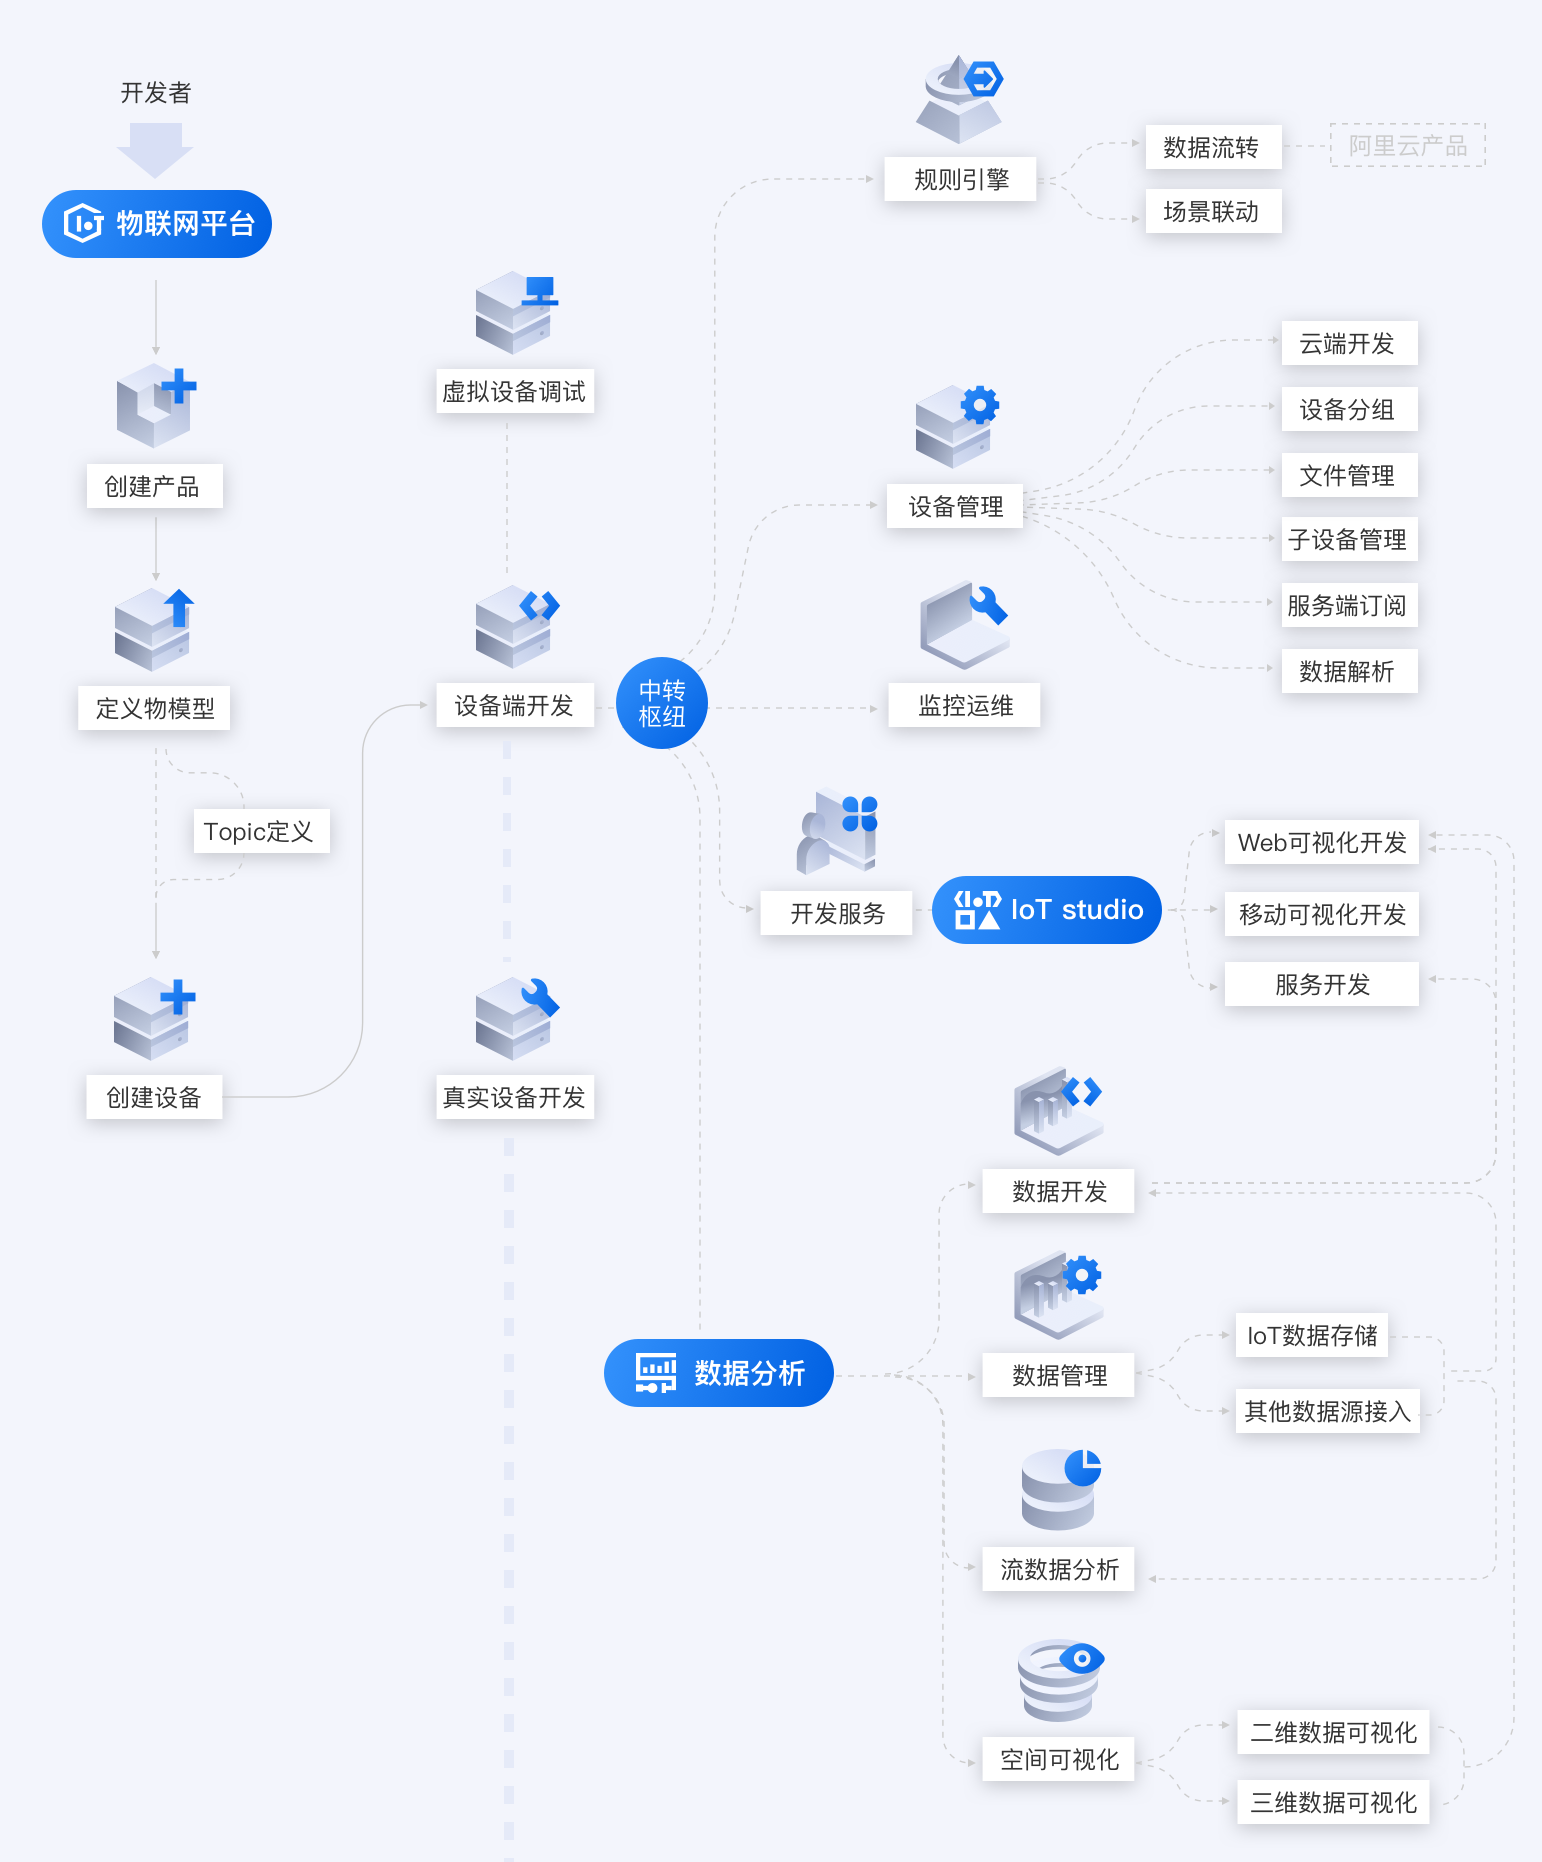 开发者
物联网平台
创建产品
定义物模型
Topic定义
创建设备
虚拟设备调试
设备端开发
真实设备开发
中转
枢纽
规则引擎
数据流转
阿里云产品
场景联动
设备管理
云端开发
设备分组
文件管理
子设备管理
服务端订阅
数据解析
监控运维
开发服务
IoT studio
Web可视化开发
移动可视化开发
服务开发
数据分析
数据开发
数据管理
IoT数据存储
其他数据源接入
流数据分析
空间可视化
二维数据可视化
三维数据可视化